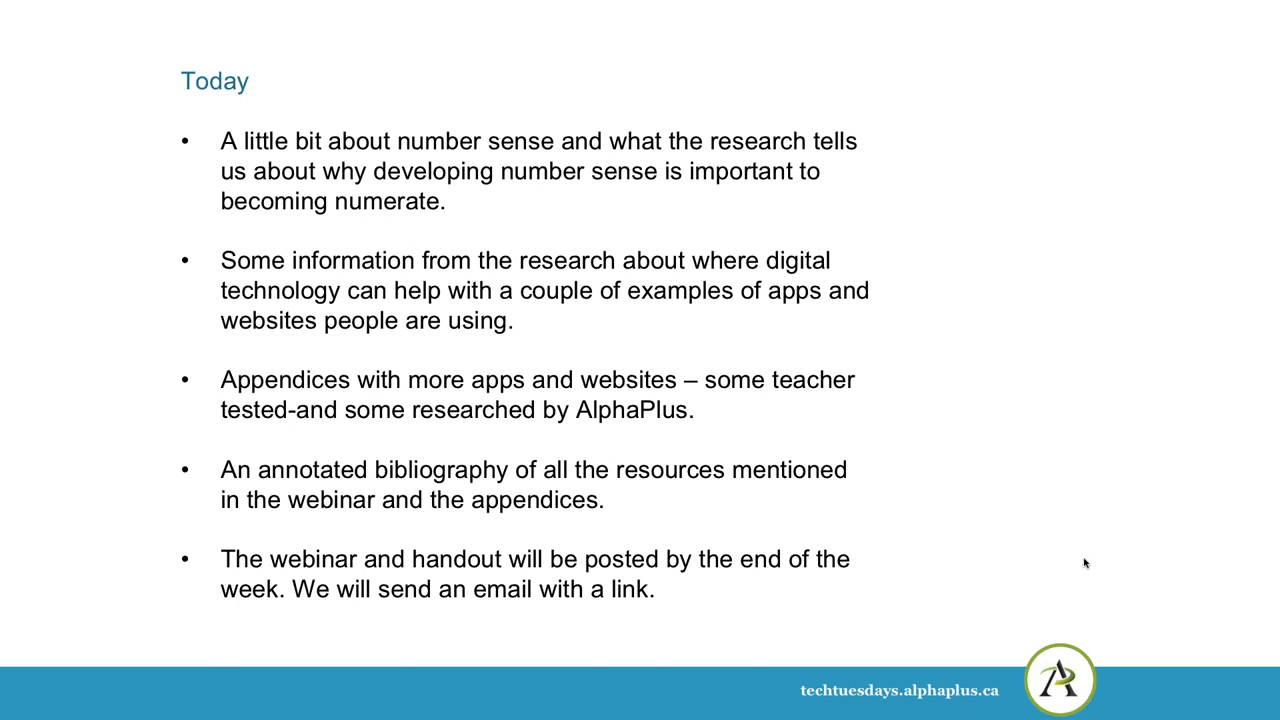 Today
• A little bit about number sense and what the research tells
us about why developing number sense is important to
becoming numerate.
• Some information from the research about where digital
technology can help with a couple of examples of apps and
websites people are using.
• Appendices with more apps and websites – some teacher
tested-and some researched by AlphaPlus.
• An annotated bibliography of all the resources mentioned
in the webinar and the appendices.
• The webinar and handout will be posted by the end of the
week. We will send an email with a link.
techtuesdays.alphaplus.ca